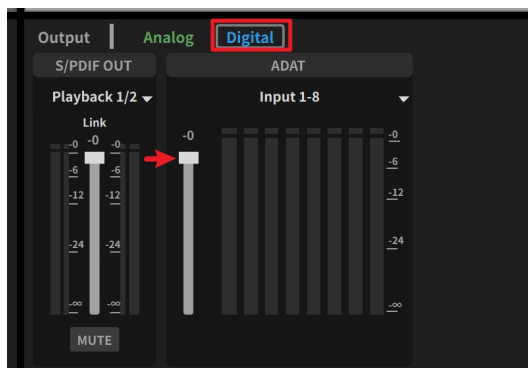 Output Analog Digital
S/PDIF OUT ADAT
Playback 1/2 Input 1-8
Link
-0 -0 -0 -0 -0
-6 -6 -6
-12 -12 -12
-24 -24 -24
-∞ -∞ -∞
MUTE